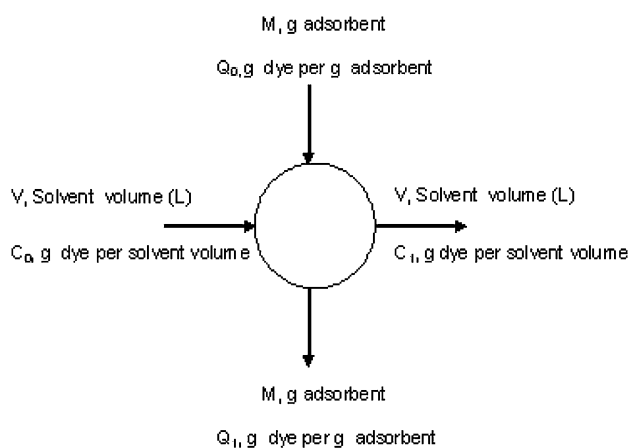 M, g adsorbent
Q0, g dye per g adsorbent
V, Solvent volume (L)
C0, g dye per solvent volume
V, Solvent volume (L)
C1, g dye per solvent volume
M, g adsorbent
Q1, g dye per g adsorbent